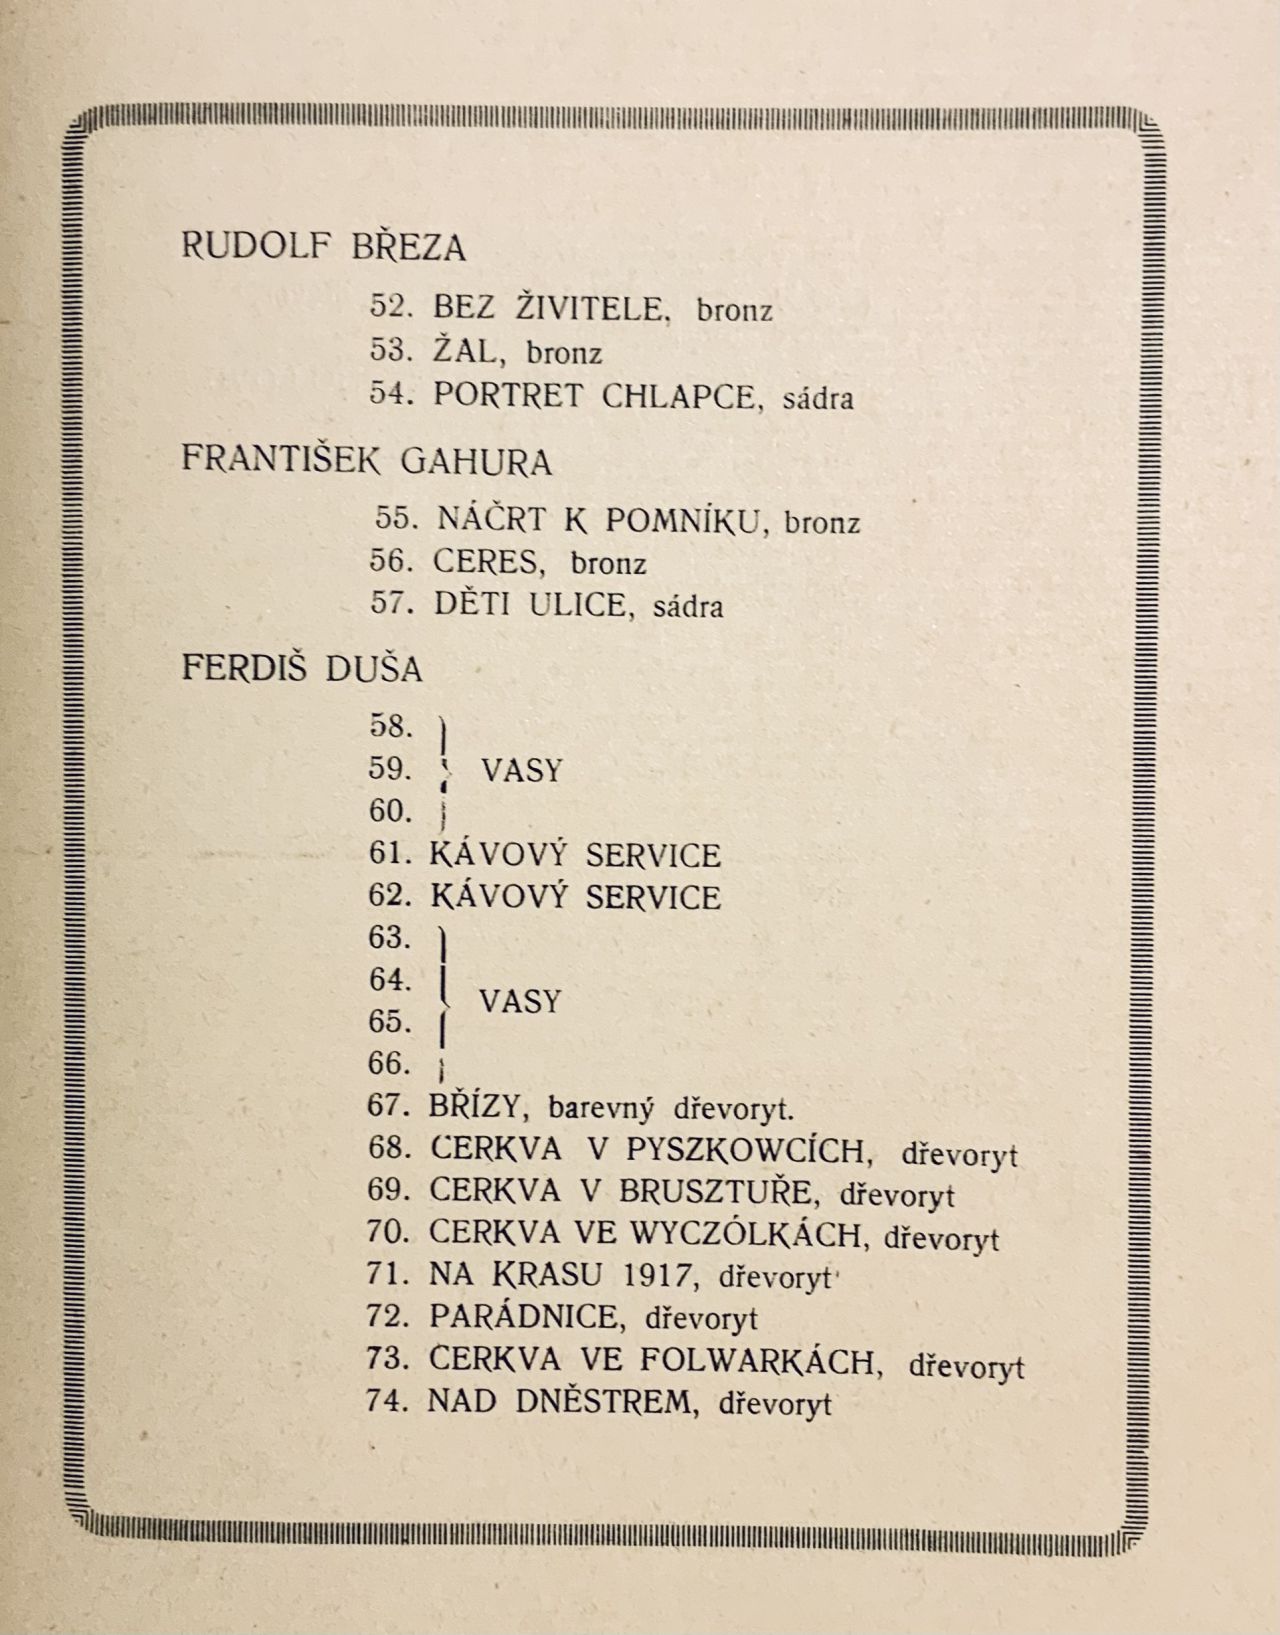 RUDOLF BŘEZA
52. BEZ ŽIVITELE, bronz
53. ŽAL, bronz
54. PORTRET CHLAPCE, sádra
FRANTIŠEK GAHURA
55. NÁČRT K POMNÍKU, bronz
56. CERES, bronz
57. DĚTI ULICE, sádra
FERDIŠ DUŠA
58.
59. VASY
60.
61. KÁVOVÝ SERVICE
62. KÁVOVÝ SERVICE
63.
64.
VASY
65.
66.
67. BŘÍZY, barevný dřevoryt.
68. CERKVA V PYSZKOWCÍCH, dřevoryt
69. CERKVA V BRUSZTUŘE, dřevoryt
70. CERKVA VE WYCZÓLKÁCH, dřevoryt
71. NA KRASU 1917, dřevoryt
72. PARÁDNICE, dřevoryt
73. CERKVA VE FOLWARKÁCH, dřevoryt
74. NAD DNĚSTREM, dřevoryt